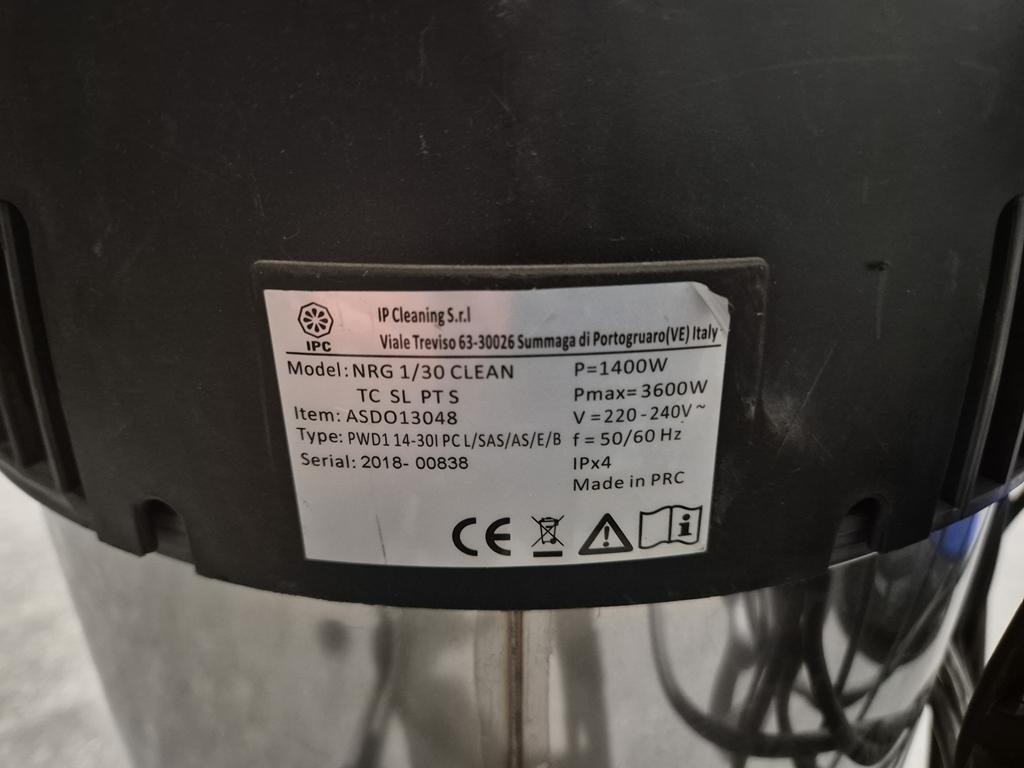 IPC
IP Cleaning S.r.l
Viale Treviso 63-30026 Summaga di Portogruaro(VE) Italy
Model: NRG 1/30 CLEAN
TC SL PT S
Item: ASDO13048
Type: PWD1 14-30I PC L/SAS/AS/E/B
Serial: 2018- 00838
P=1400W
Pmax=3600W
V=220-240V~
f=50/60 Hz
IPx4
Made in PRC
CE